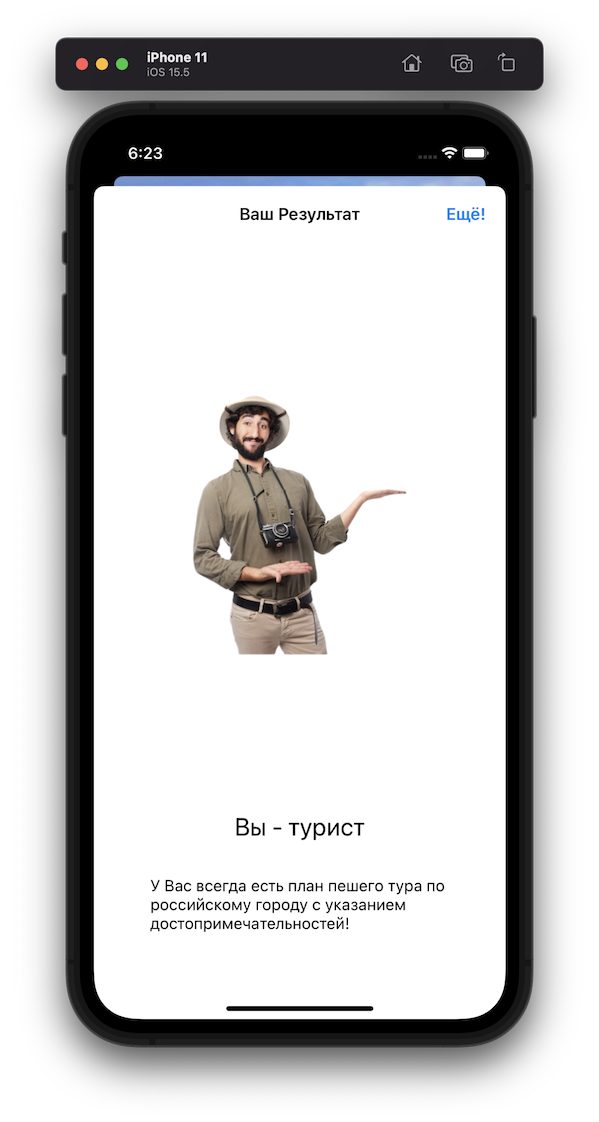 iPhone 11
iOS 15.5
6:23
Ваш Результат
Ещё!
Вы - турист
У Вас всегда есть план пешего тура по
российскому городу с указанием
достопримечательностей!